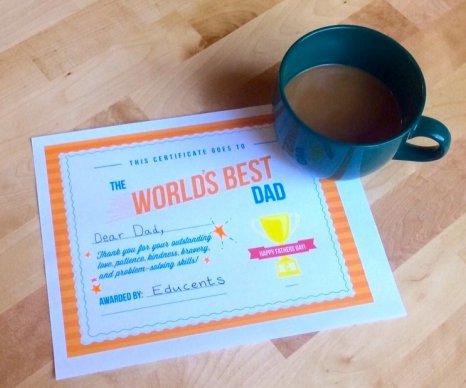 THIS CERTIFICATE GOES TO
THE
WORLD'S BEST
DAD
Dear Dad,
Thank you for your outstanding
love, patience, kindness, bravery,
and problem-solving skills!
HAPPY FATHERS DAY!
AWARDED BY: Educents